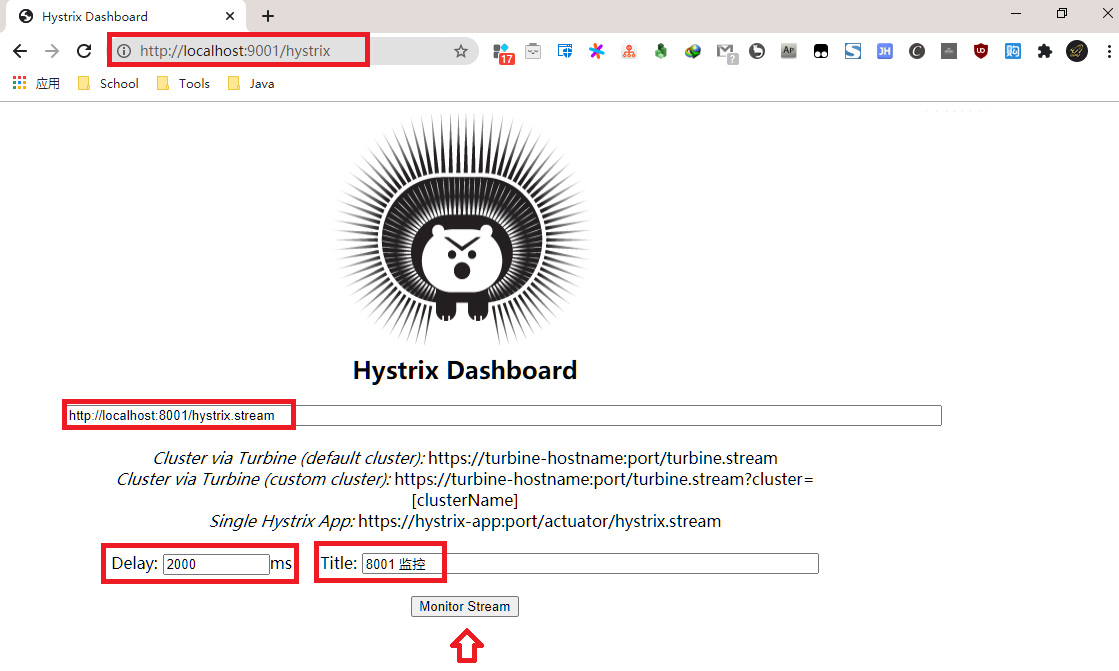 Hystrix Dashboard
http://localhost:9001/hystrix
17
?
AP
JH
C
应用
School
Tools
Java
Hystrix Dashboard
http://localhost:8001/hystrix.stream
Cluster via Turbine (default cluster): https://turbine-hostname:port/turbine.stream
Cluster via Turbine (custom cluster): https://turbine-hostname:port/turbine.stream?cluster=
[clusterName]
Single Hystrix App: https://hystrix-app:port/actuator/hystrix.stream
Delay: 2000 ms Title: 8001 监控
Monitor Stream